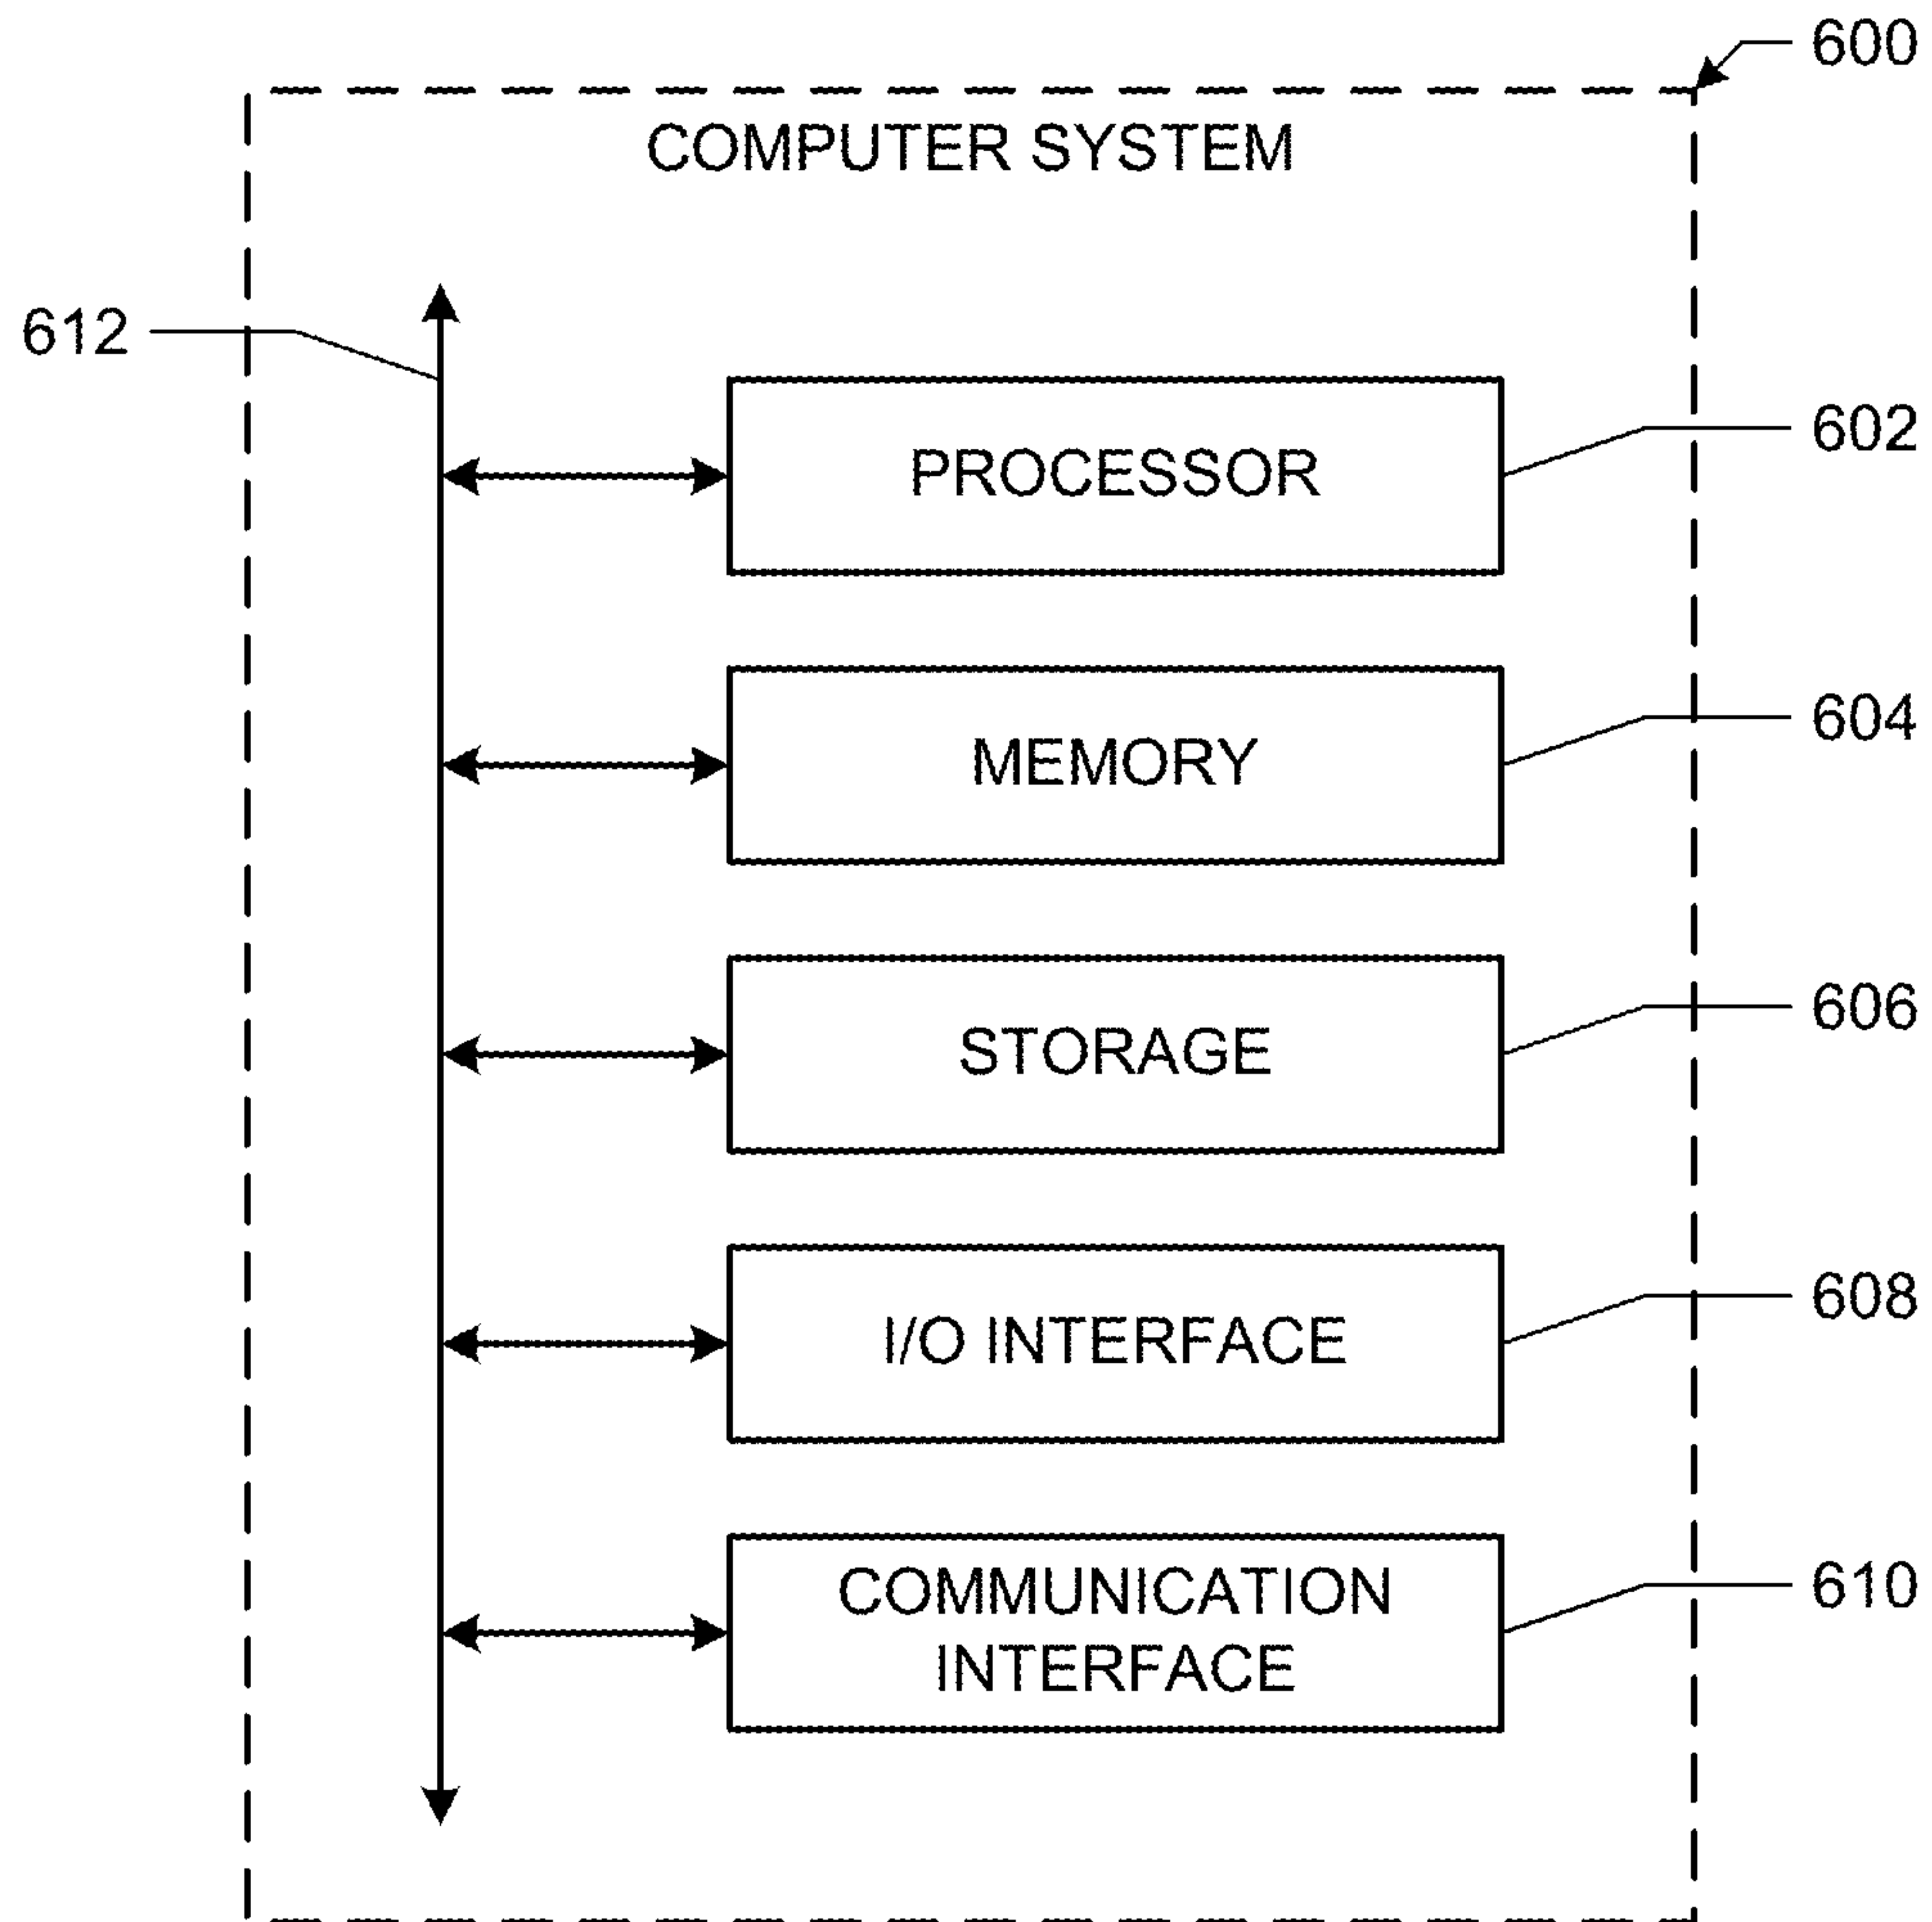 600
COMPUTER SYSTEM
612
PROCESSOR
602
MEMORY
604
STORAGE
606
I/O INTERFACE
608
COMMUNICATION
INTERFACE
610